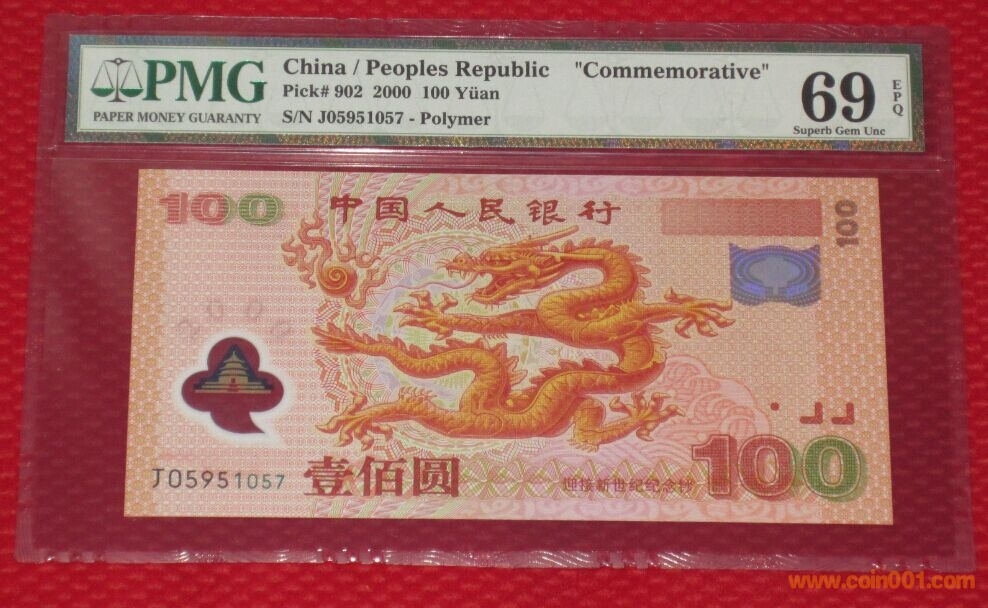 PMG
PAPER MONEY GUARANTY
China / Peoples Republic "Commemorative"
Pick# 902 2000 100 Yüan
S/N J05951057 - Polymer
69
Superb Gem Unc
EPQ
100
中国人民银行
100
2000
J05951057
壹佰圆
迎接新世纪纪念钞
100
www.coin001.com